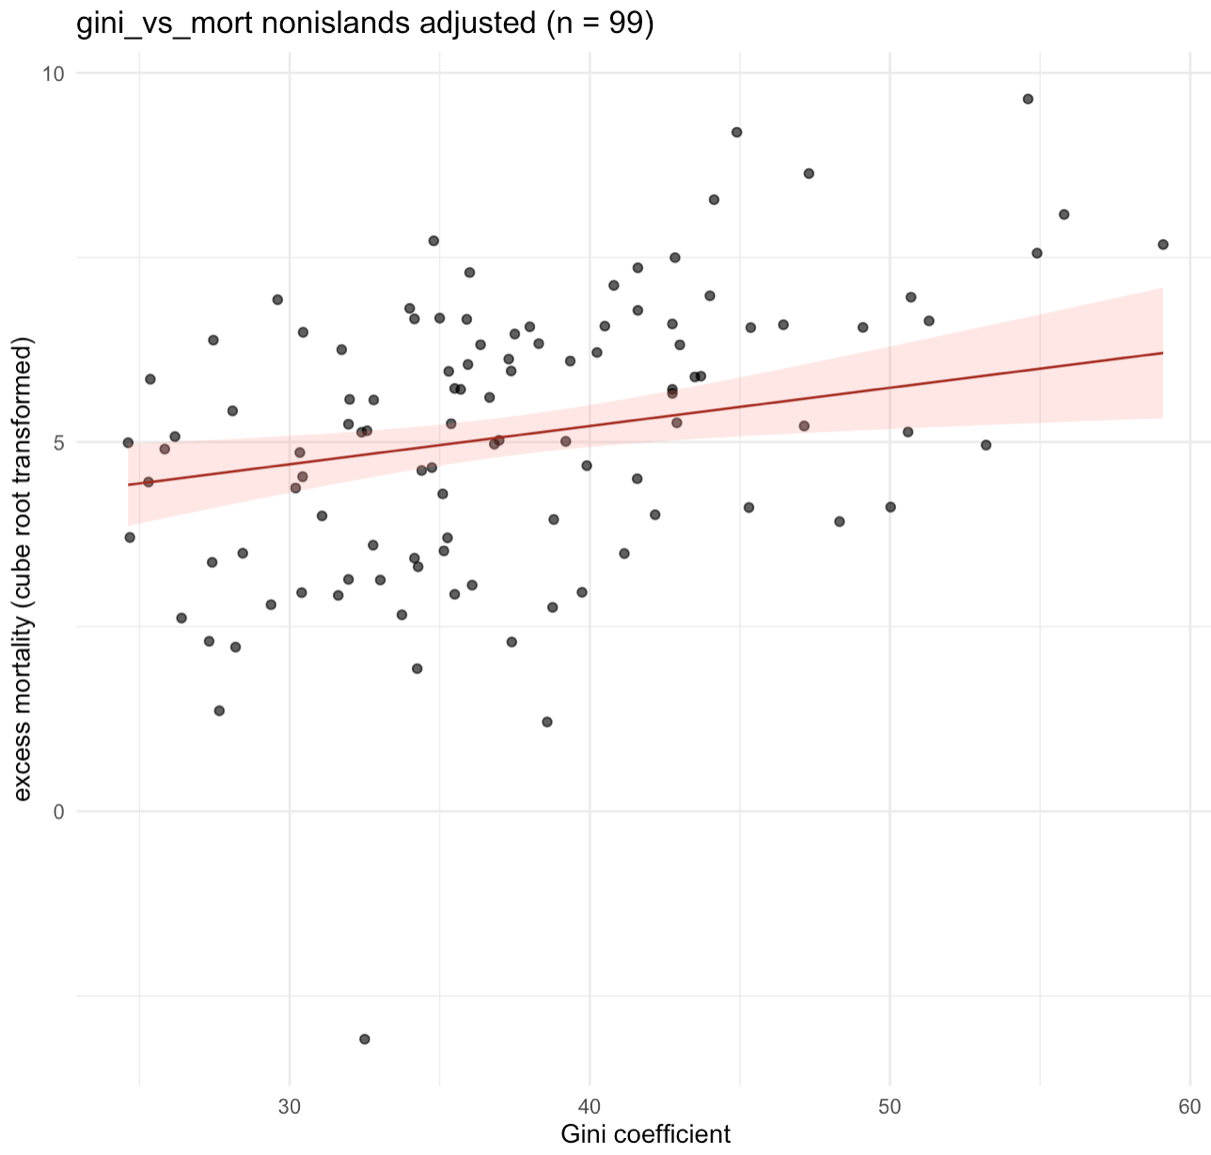 gini_vs_mort nonislands adjusted (n = 99)
excess mortality (cube root transformed)
10
5
0
30
40
50
60
Gini coefficient